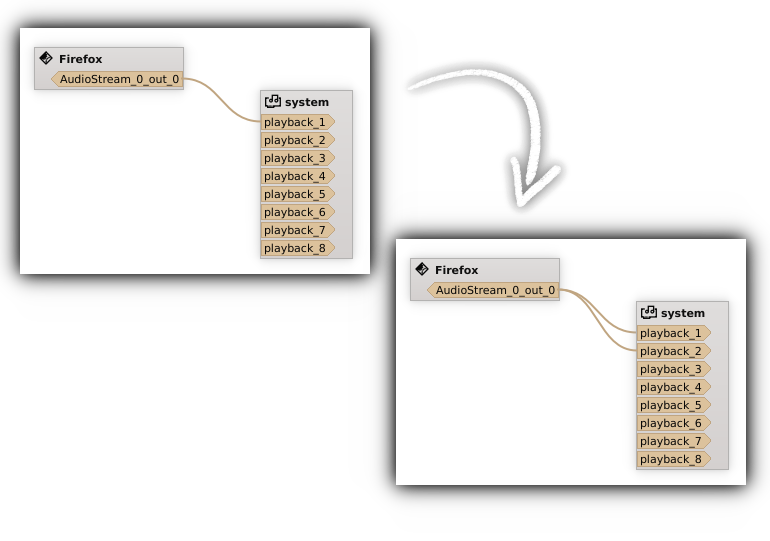 Firefox
AudioStream_0_out_0
system
playback_1
playback_2
playback_3
playback_4
playback_5
playback_6
playback_7
playback_8
Firefox
AudioStream_0_out_0
system
playback_1
playback_2
playback_3
playback_4
playback_5
playback_6
playback_7
playback_8